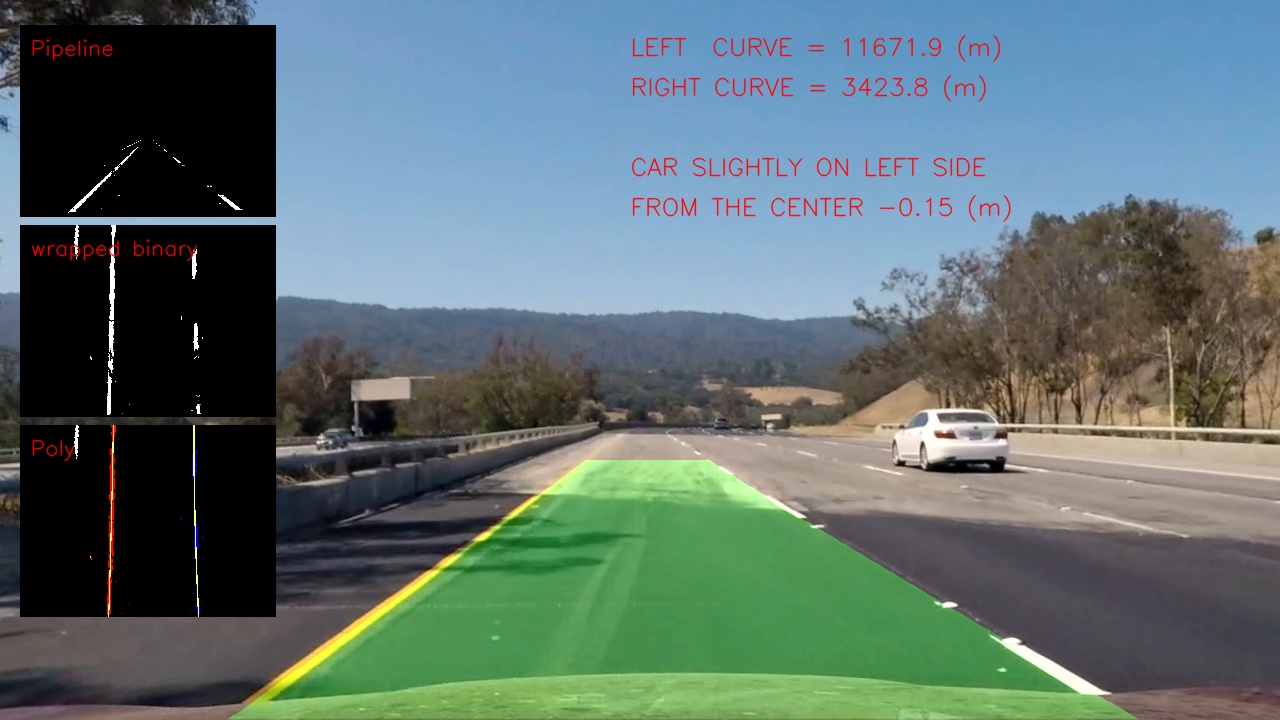 Pipeline
LEFT CURVE = 11671.9 (m)
RIGHT CURVE = 3423.8 (m)
CAR SLIGHTLY ON LEFT SIDE
FROM THE CENTER -0.15 (m)
wrapped binary
Poly